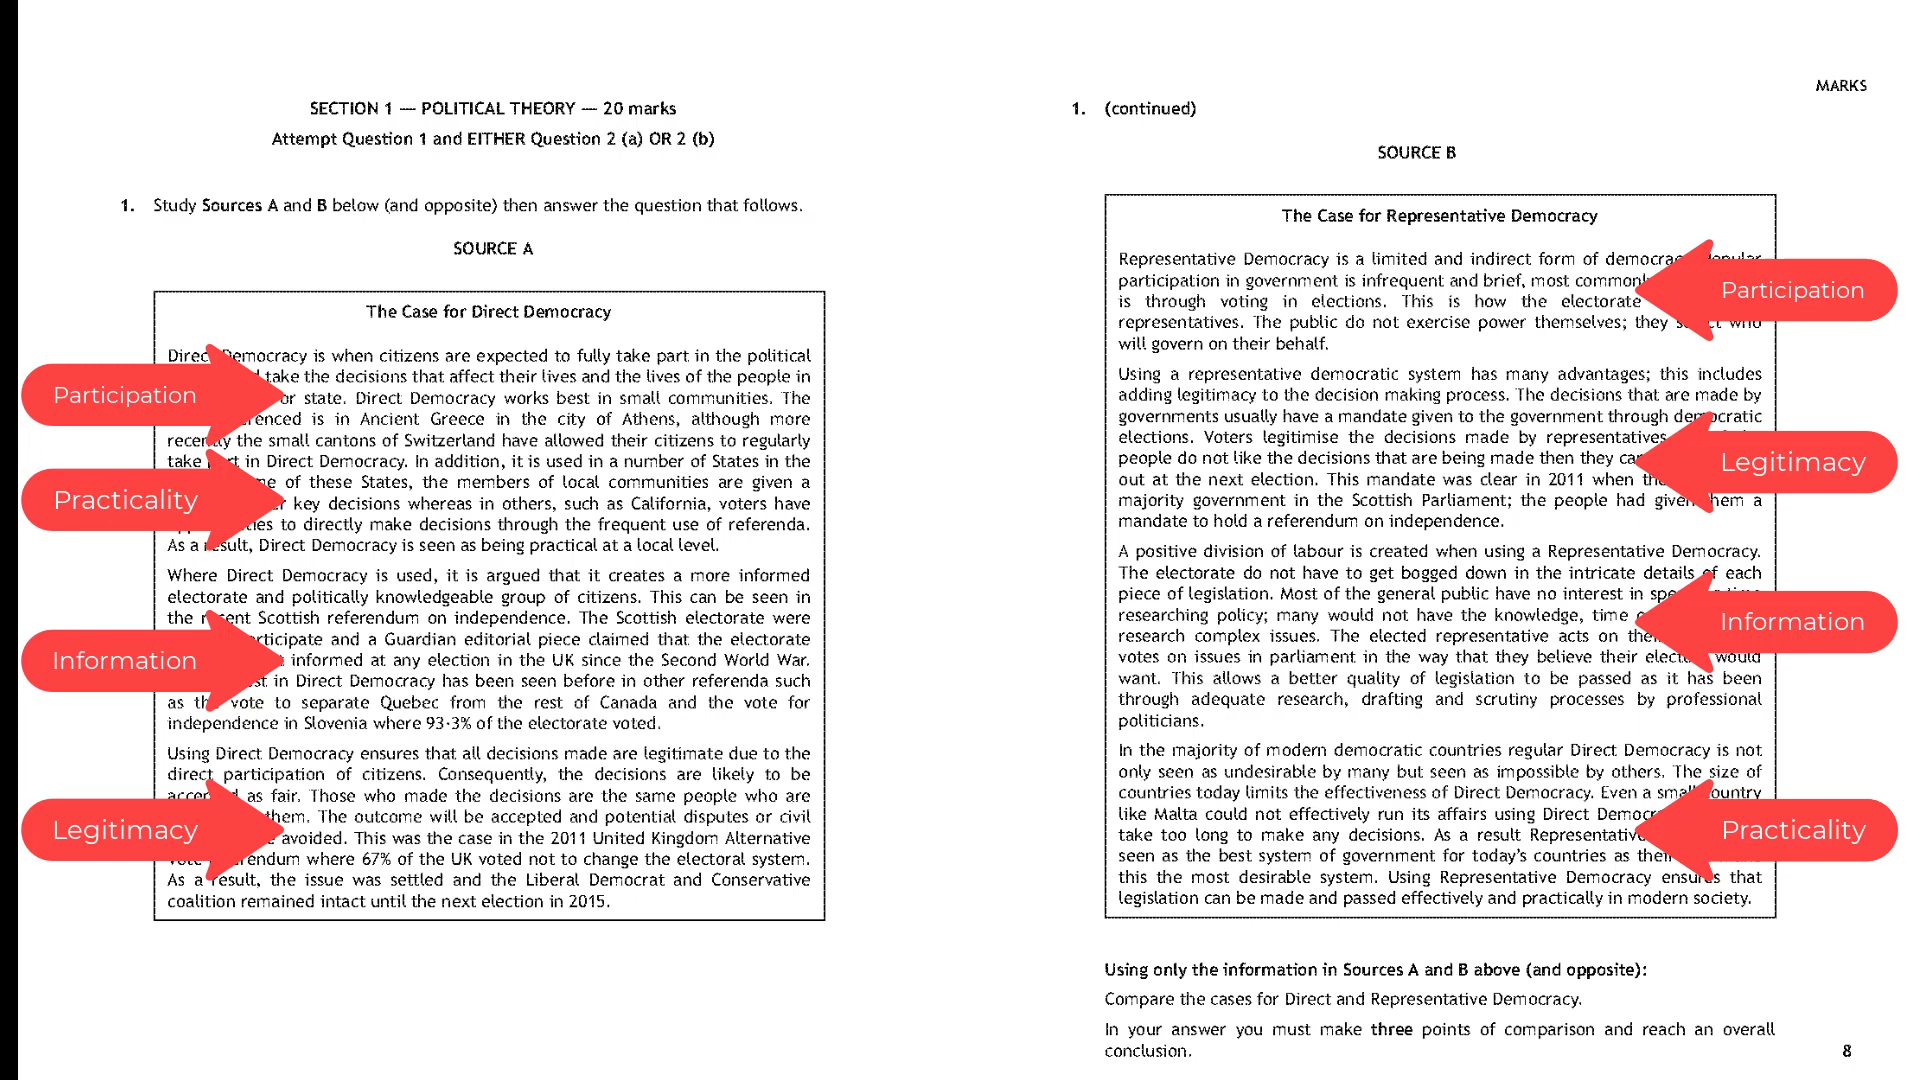 SECTION 1 — POLITICAL THEORY — 20 marks
Attempt Question 1 and EITHER Question 2 (a) OR 2 (b)
1. Study Sources A and B below (and opposite) then answer the question that follows.
SOURCE A
The Case for Direct Democracy
Direct Democracy is when citizens are expected to fully take part in the political
take the decisions that affect their lives and the lives of the people in
or state. Direct Democracy works best in small communities. The
is in Ancient Greece in the city of Athens, although more
recently the small cantons of Switzerland have allowed their citizens to regularly
take part in Direct Democracy. In addition, it is used in a number of States in the
of these States, the members of local communities are given a
key decisions whereas in others, such as California, voters have
to directly make decisions through the frequent use of referenda.
As a result, Direct Democracy is seen as being practical at a local level.
Where Direct Democracy is used, it is argued that it creates a more informed
electorate and politically knowledgeable group of citizens. This can be seen in
the recent Scottish referendum on independence. The Scottish electorate were
participate and a Guardian editorial piece claimed that the electorate
informed at any election in the UK since the Second World War.
in Direct Democracy has been seen before in other referenda such
as the vote to separate Quebec from the rest of Canada and the vote for
independence in Slovenia where 93·3% of the electorate voted.
Using Direct Democracy ensures that all decisions made are legitimate due to the
direct participation of citizens. Consequently, the decisions are likely to be
accepted as fair. Those who made the decisions are the same people who are
them. The outcome will be accepted and potential disputes or civil
avoided. This was the case in the 2011 United Kingdom Alternative
Vote referendum where 67% of the UK voted not to change the electoral system.
As a result, the issue was settled and the Liberal Democrat and Conservative
coalition remained intact until the next election in 2015.
Participation
Practicality
Information
Legitimacy
MARKS
1. (continued)
SOURCE B
The Case for Representative Democracy
Representative Democracy is a limited and indirect form of democracy. Popular
participation in government is infrequent and brief, most commonly
is through voting in elections. This is how the electorate
representatives. The public do not exercise power themselves; they select who
will govern on their behalf.
Using a representative democratic system has many advantages; this includes
adding legitimacy to the decision making process. The decisions that are made by
governments usually have a mandate given to the government through democratic
elections. Voters legitimise the decisions made by representatives
people do not like the decisions that are being made then they can
out at the next election. This mandate was clear in 2011 when the
majority government in the Scottish Parliament; the people had given them a
mandate to hold a referendum on independence.
A positive division of labour is created when using a Representative Democracy.
The electorate do not have to get bogged down in the intricate details of each
piece of legislation. Most of the general public have no interest in spending time
researching policy; many would not have the knowledge, time
research complex issues. The elected representative acts on their
votes on issues in parliament in the way that they believe their electors would
want. This allows a better quality of legislation to be passed as it has been
through adequate research, drafting and scrutiny processes by professional
politicians.
In the majority of modern democratic countries regular Direct Democracy is not
only seen as undesirable by many but seen as impossible by others. The size of
countries today limits the effectiveness of Direct Democracy. Even a small country
like Malta could not effectively run its affairs using Direct Democracy
take too long to make any decisions. As a result Representative
seen as the best system of government for today's countries as their
this the most desirable system. Using Representative Democracy ensures that
legislation can be made and passed effectively and practically in modern society.
Participation
Legitimacy
Information
Practicality
Using only the information in Sources A and B above (and opposite):
Compare the cases for Direct and Representative Democracy.
In your answer you must make three points of comparison and reach an overall
conclusion.
8